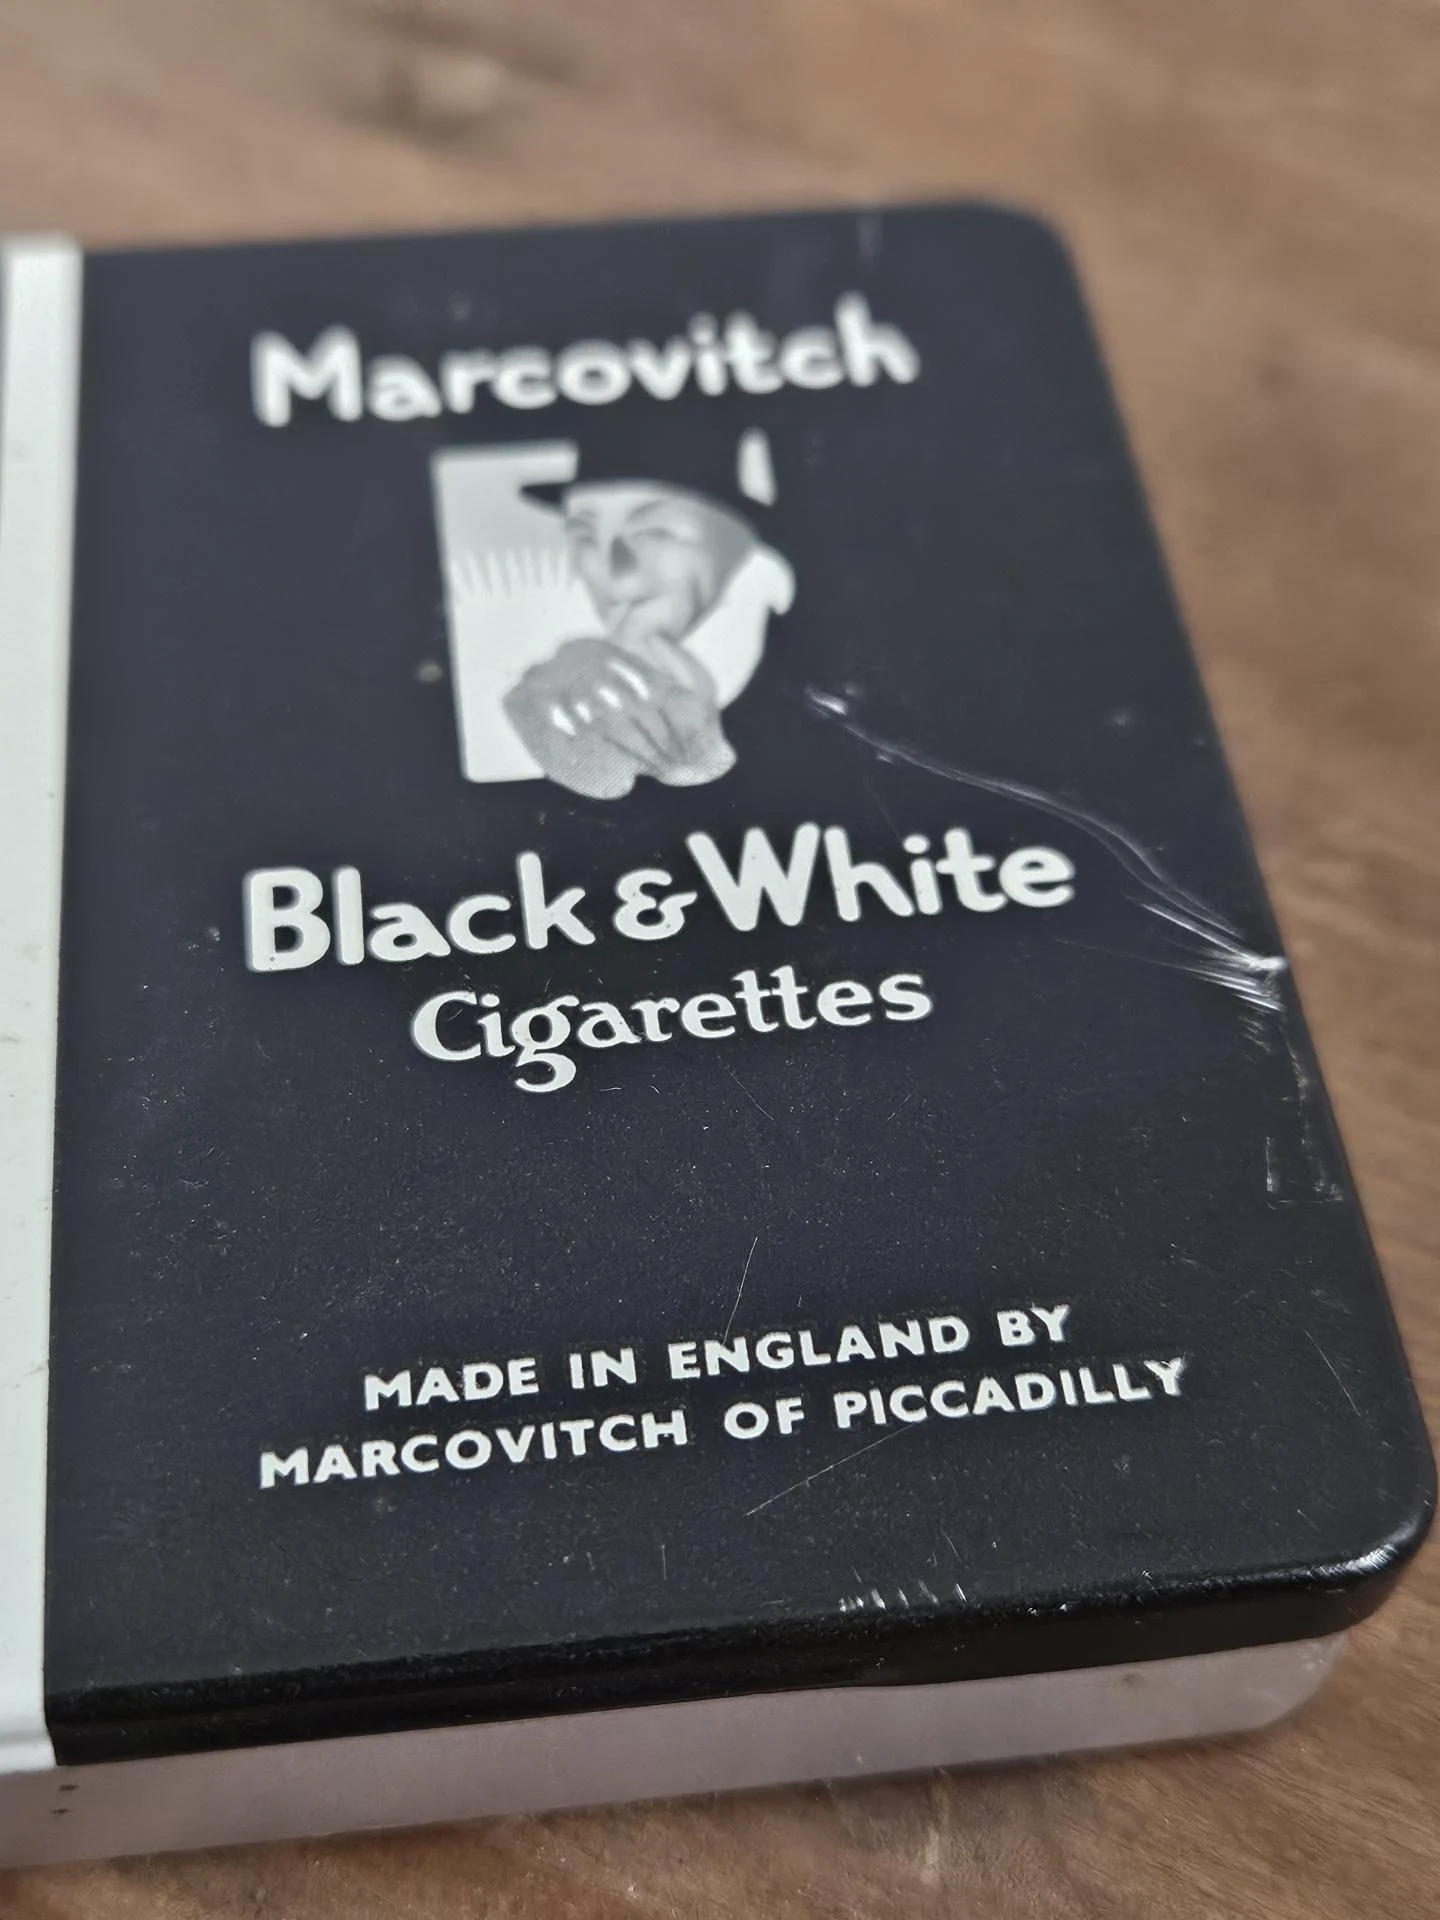 Marcovitch
Black & White
Cigarettes
MADE IN ENGLAND BY
MARCOVITCH OF PICCADILLY